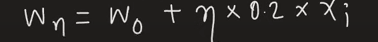 Wη = W₀ + η × 0.2 × xᵢ